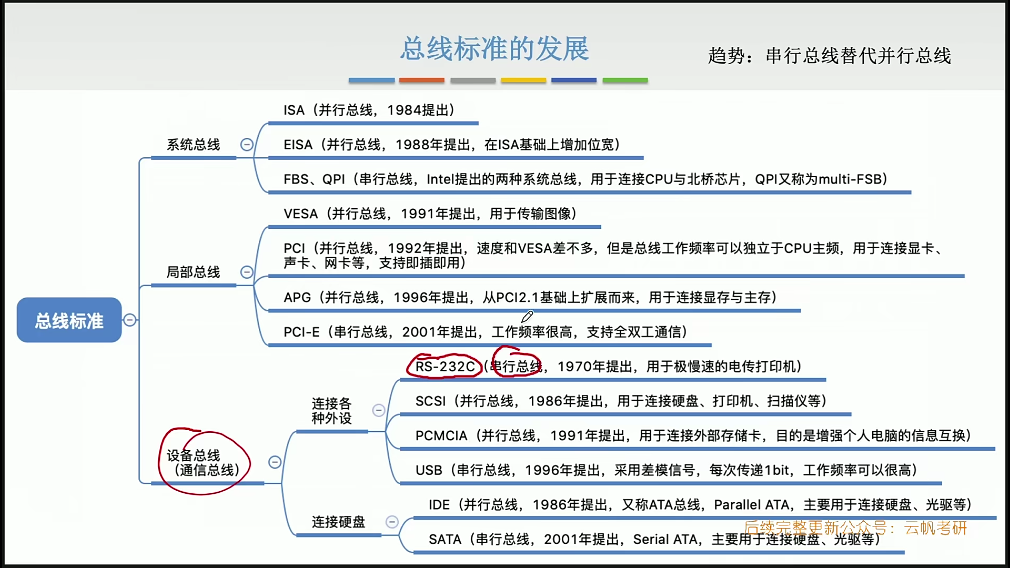 总线标准的发展
趋势：串行总线替代并行总线
总线标准
系统总线
ISA（并行总线，1984提出）
EISA（并行总线，1988年提出，在ISA基础上增加位宽）
FBS、QPI（串行总线，Intel提出的两种系统总线，用于连接CPU与北桥芯片，QPI又称为multi-FSB）
局部总线
VESA（并行总线，1991年提出，用于传输图像）
PCI（并行总线，1992年提出，速度和VESA差不多，但是总线工作频率可以独立于CPU主频，用于连接显卡、
声卡、网卡等，支持即插即用）
APG（并行总线，1996年提出，从PCI2.1基础上扩展而来，用于连接显存与主存）
PCI-E（串行总线，2001年提出，工作频率很高，支持全双工通信）
设备总线
（通信总线）
连接各
种外设
RS-232C（串行总线，1970年提出，用于极慢速的电传打印机）
SCSI（并行总线，1986年提出，用于连接硬盘、打印机、扫描仪等）
PCMCIA（并行总线，1991年提出，用于连接外部存储卡，目的是增强个人电脑的信息互换）
USB（串行总线，1996年提出，采用差模信号，每次传递1bit，工作频率可以很高）
连接硬盘
IDE（并行总线，1986年提出，又称ATA总线，Parallel ATA，主要用于连接硬盘、光驱等）
SATA（串行总线，2001年提出，Serial ATA，主要用于连接硬盘、光驱等）
后续完整更新公众号：云帆考研